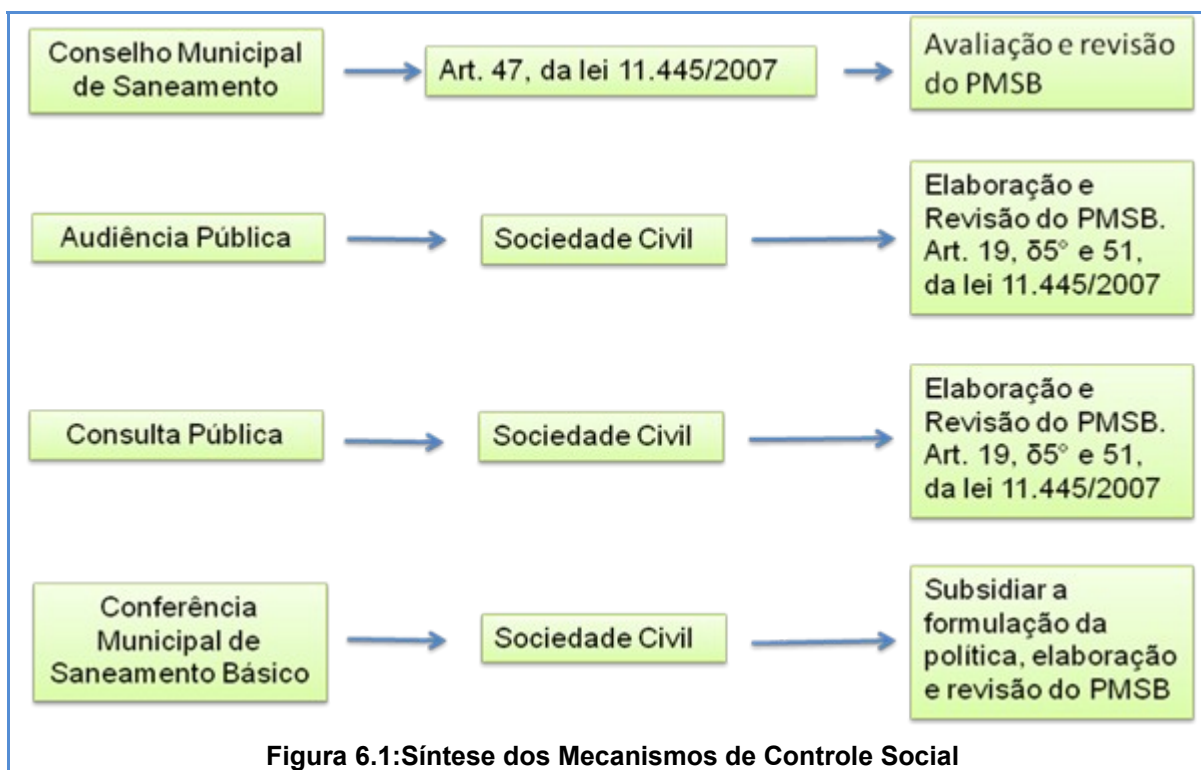 Conselho Municipal
de Saneamento
Art. 47, da lei 11.445/2007
Avaliação e revisão
do PMSB
Audiência Pública
Sociedade Civil
Elaboração e
Revisão do PMSB.
Art. 19, δ5° e 51,
da lei 11.445/2007
Consulta Pública
Sociedade Civil
Elaboração e
Revisão do PMSB.
Art. 19, δ5° e 51,
da lei 11.445/2007
Conferência
Municipal de
Saneamento Básico
Sociedade Civil
Subsidiar a
formulação da
política, elaboração
e revisão do PMSB
Figura 6.1:Síntese dos Mecanismos de Controle Social